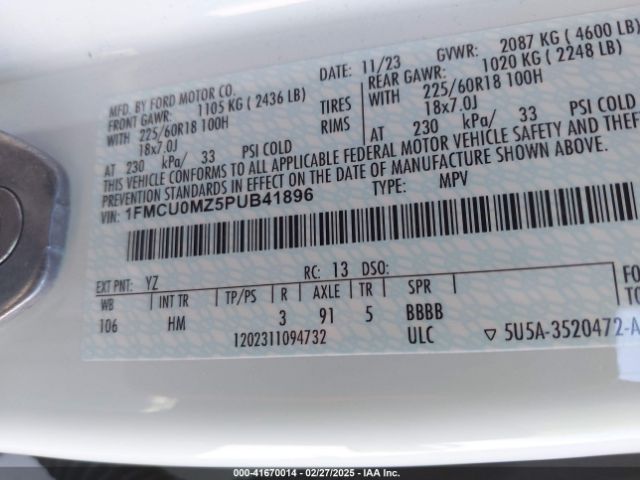 MFD. BY FORD MOTOR CO.
DATE: 11/23 GVWR: 2087 KG ( 4600 LB)
FRONT GAWR: 1105 KG ( 2436 LB) REAR GAWR: 1020 KG ( 2248 LB)
WITH 225/60R18 100H TIRES WITH 225/60R18 100H
18x7.0J RIMS 18x7.0J
AT 230 kPa/ 33 PSI COLD AT 230 kPa/ 33 PSI COLD
THIS VEHICLE CONFORMS TO ALL APPLICABLE FEDERAL MOTOR VEHICLE SAFETY AND THEFT
PREVENTION STANDARDS IN EFFECT ON THE DATE OF MANUFACTURE SHOWN ABOVE.
VIN: 1FMCU0MZ5PUB41896 TYPE: MPV
EXT PNT: YZ RC: 13 DSO:
WB INT TR TP/PS R AXLE TR SPR
106 HM 3 91 5 BBBB
1202311094732 ULC ▽ 5U5A-3520472-A
000-41670014 - 02/27/2025 - IAA